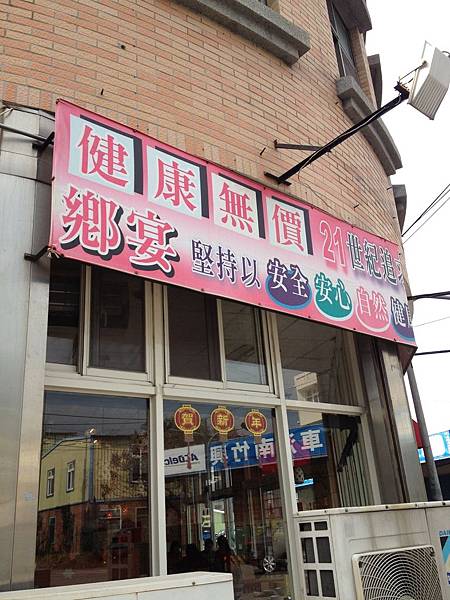 健康無價 21世紀追
鄉宴 堅持以安全安心自然健
賀新年
ACDelco
車 南竹興